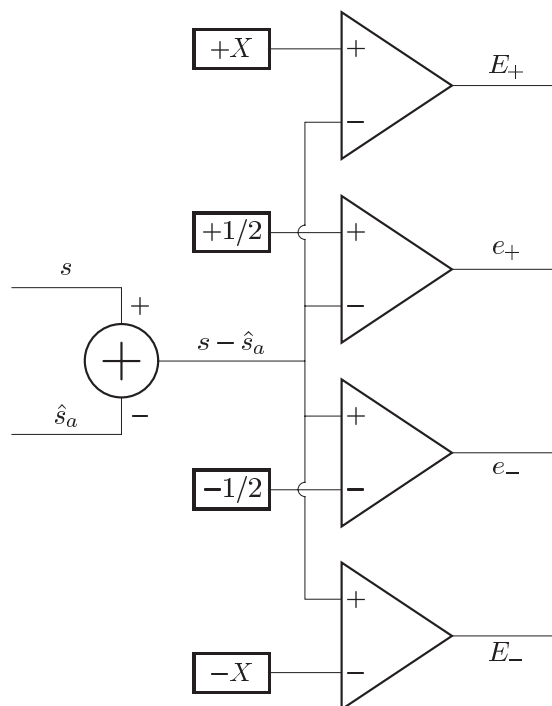 +X
+
−
E₊
+1/2
+
−
e₊
s
+
+
−
ŝₐ
s − ŝₐ
+
−
−1/2
e₋
+
−
−X
E₋